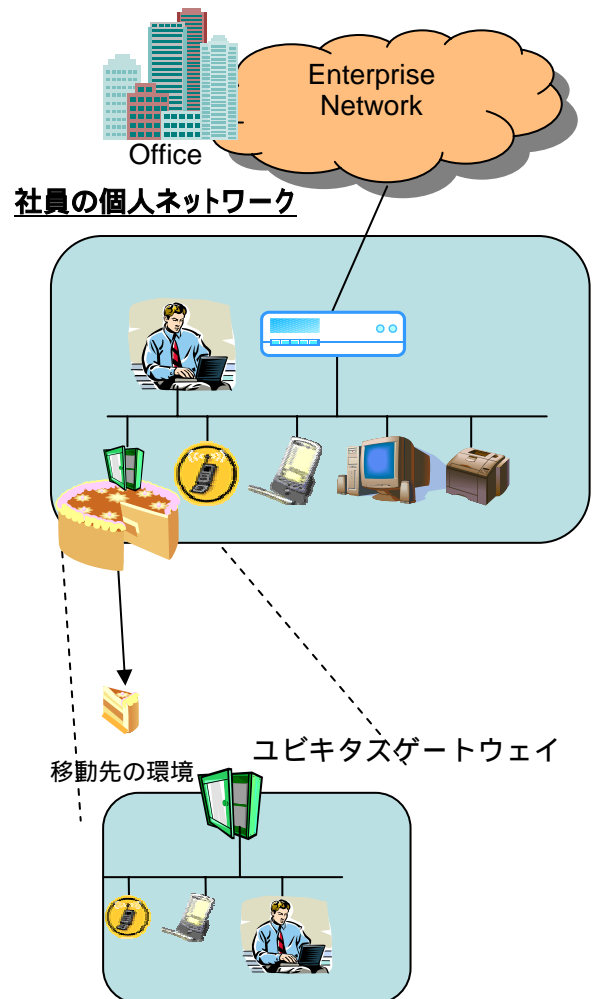 Enterprise
Network
Office
社員の個人ネットワーク
ユビキタスゲートウェイ
移動先の環境